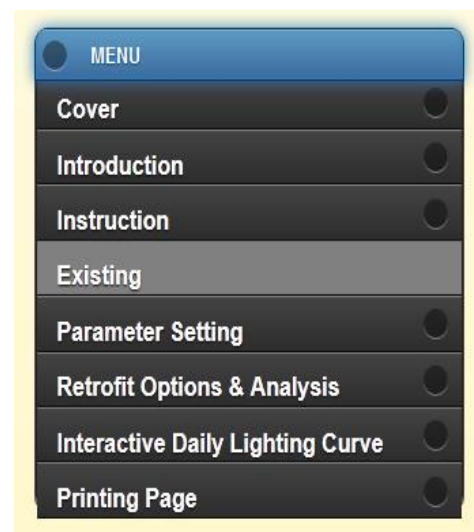 MENU
Cover
Introduction
Instruction
Existing
Parameter Setting
Retrofit Options & Analysis
Interactive Daily Lighting Curve
Printing Page